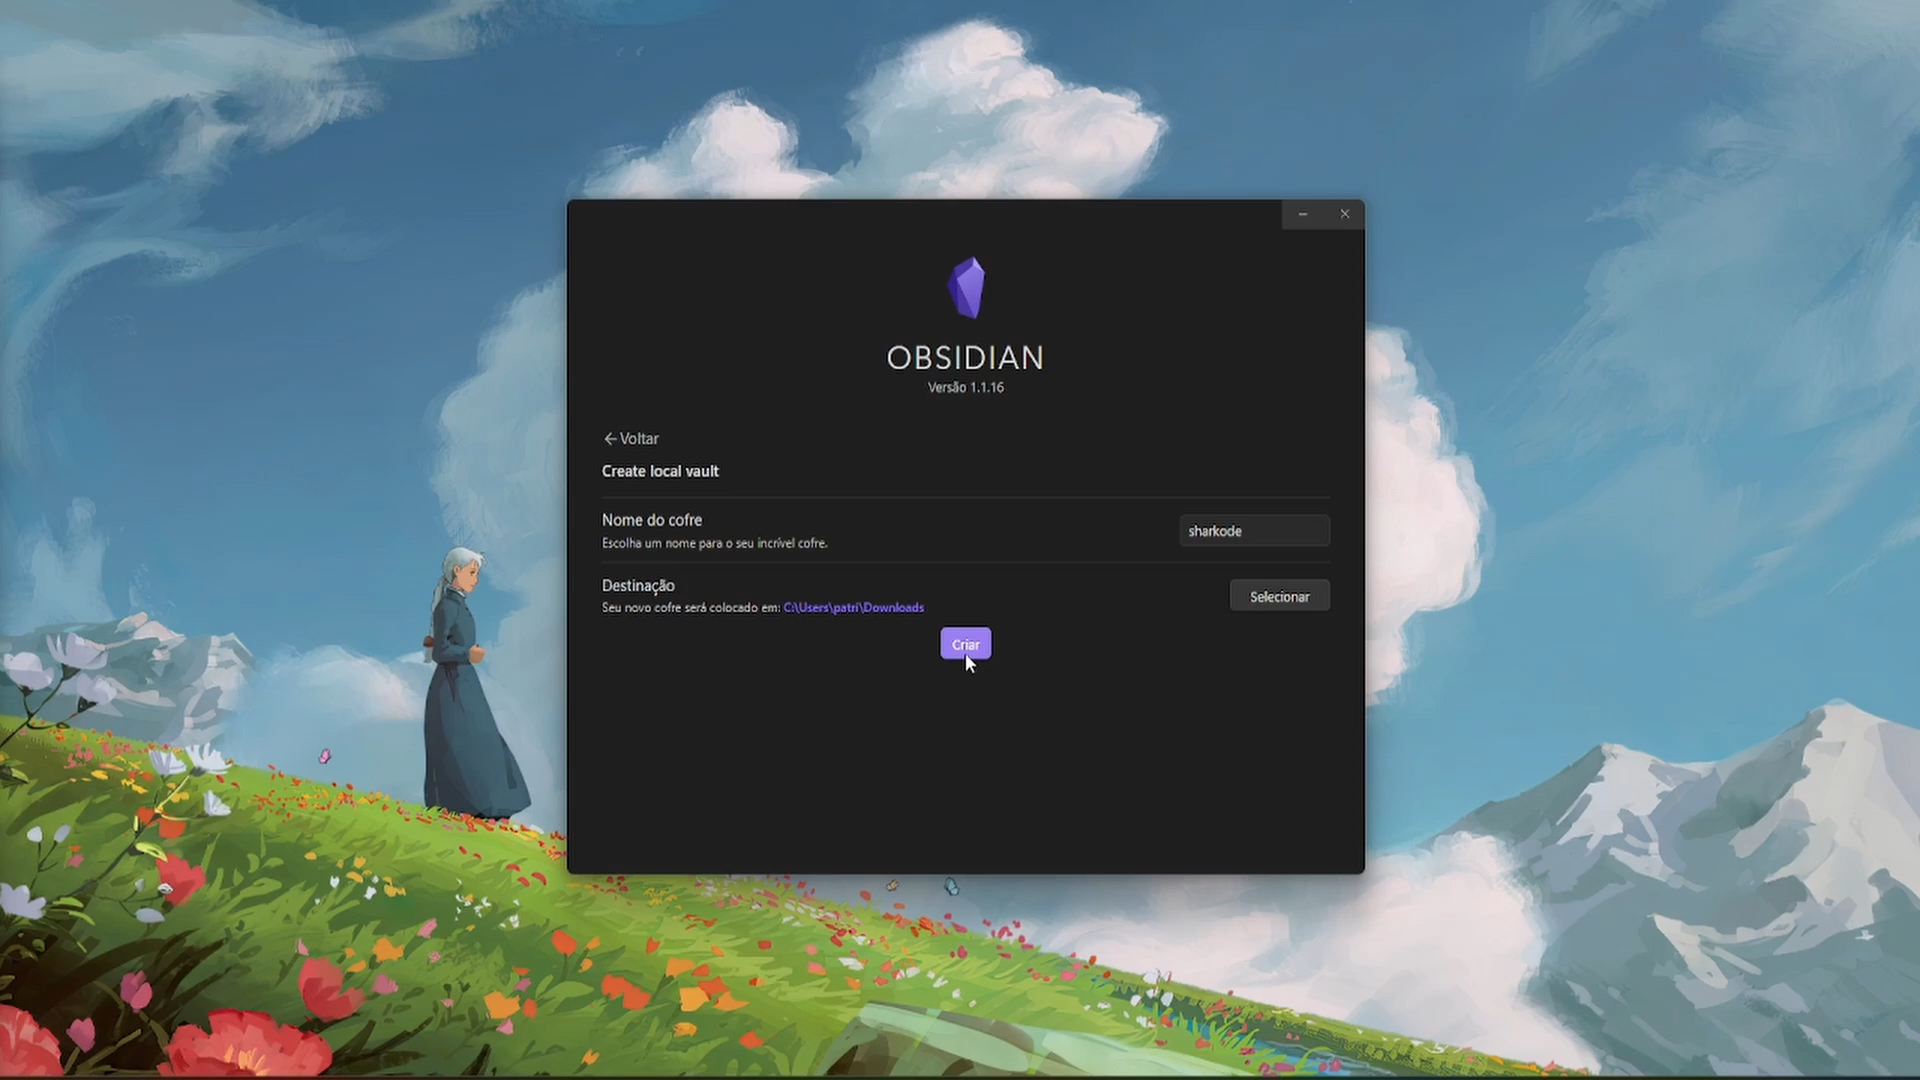 OBSIDIAN
Versão 1.1.16
Voltar
Create local vault
Nome do cofre
Escolha um nome para o seu incrível cofre.
sharkode
Destinação
Seu novo cofre será colocado em: C:\Users\patri\Downloads
Selecionar
Criar